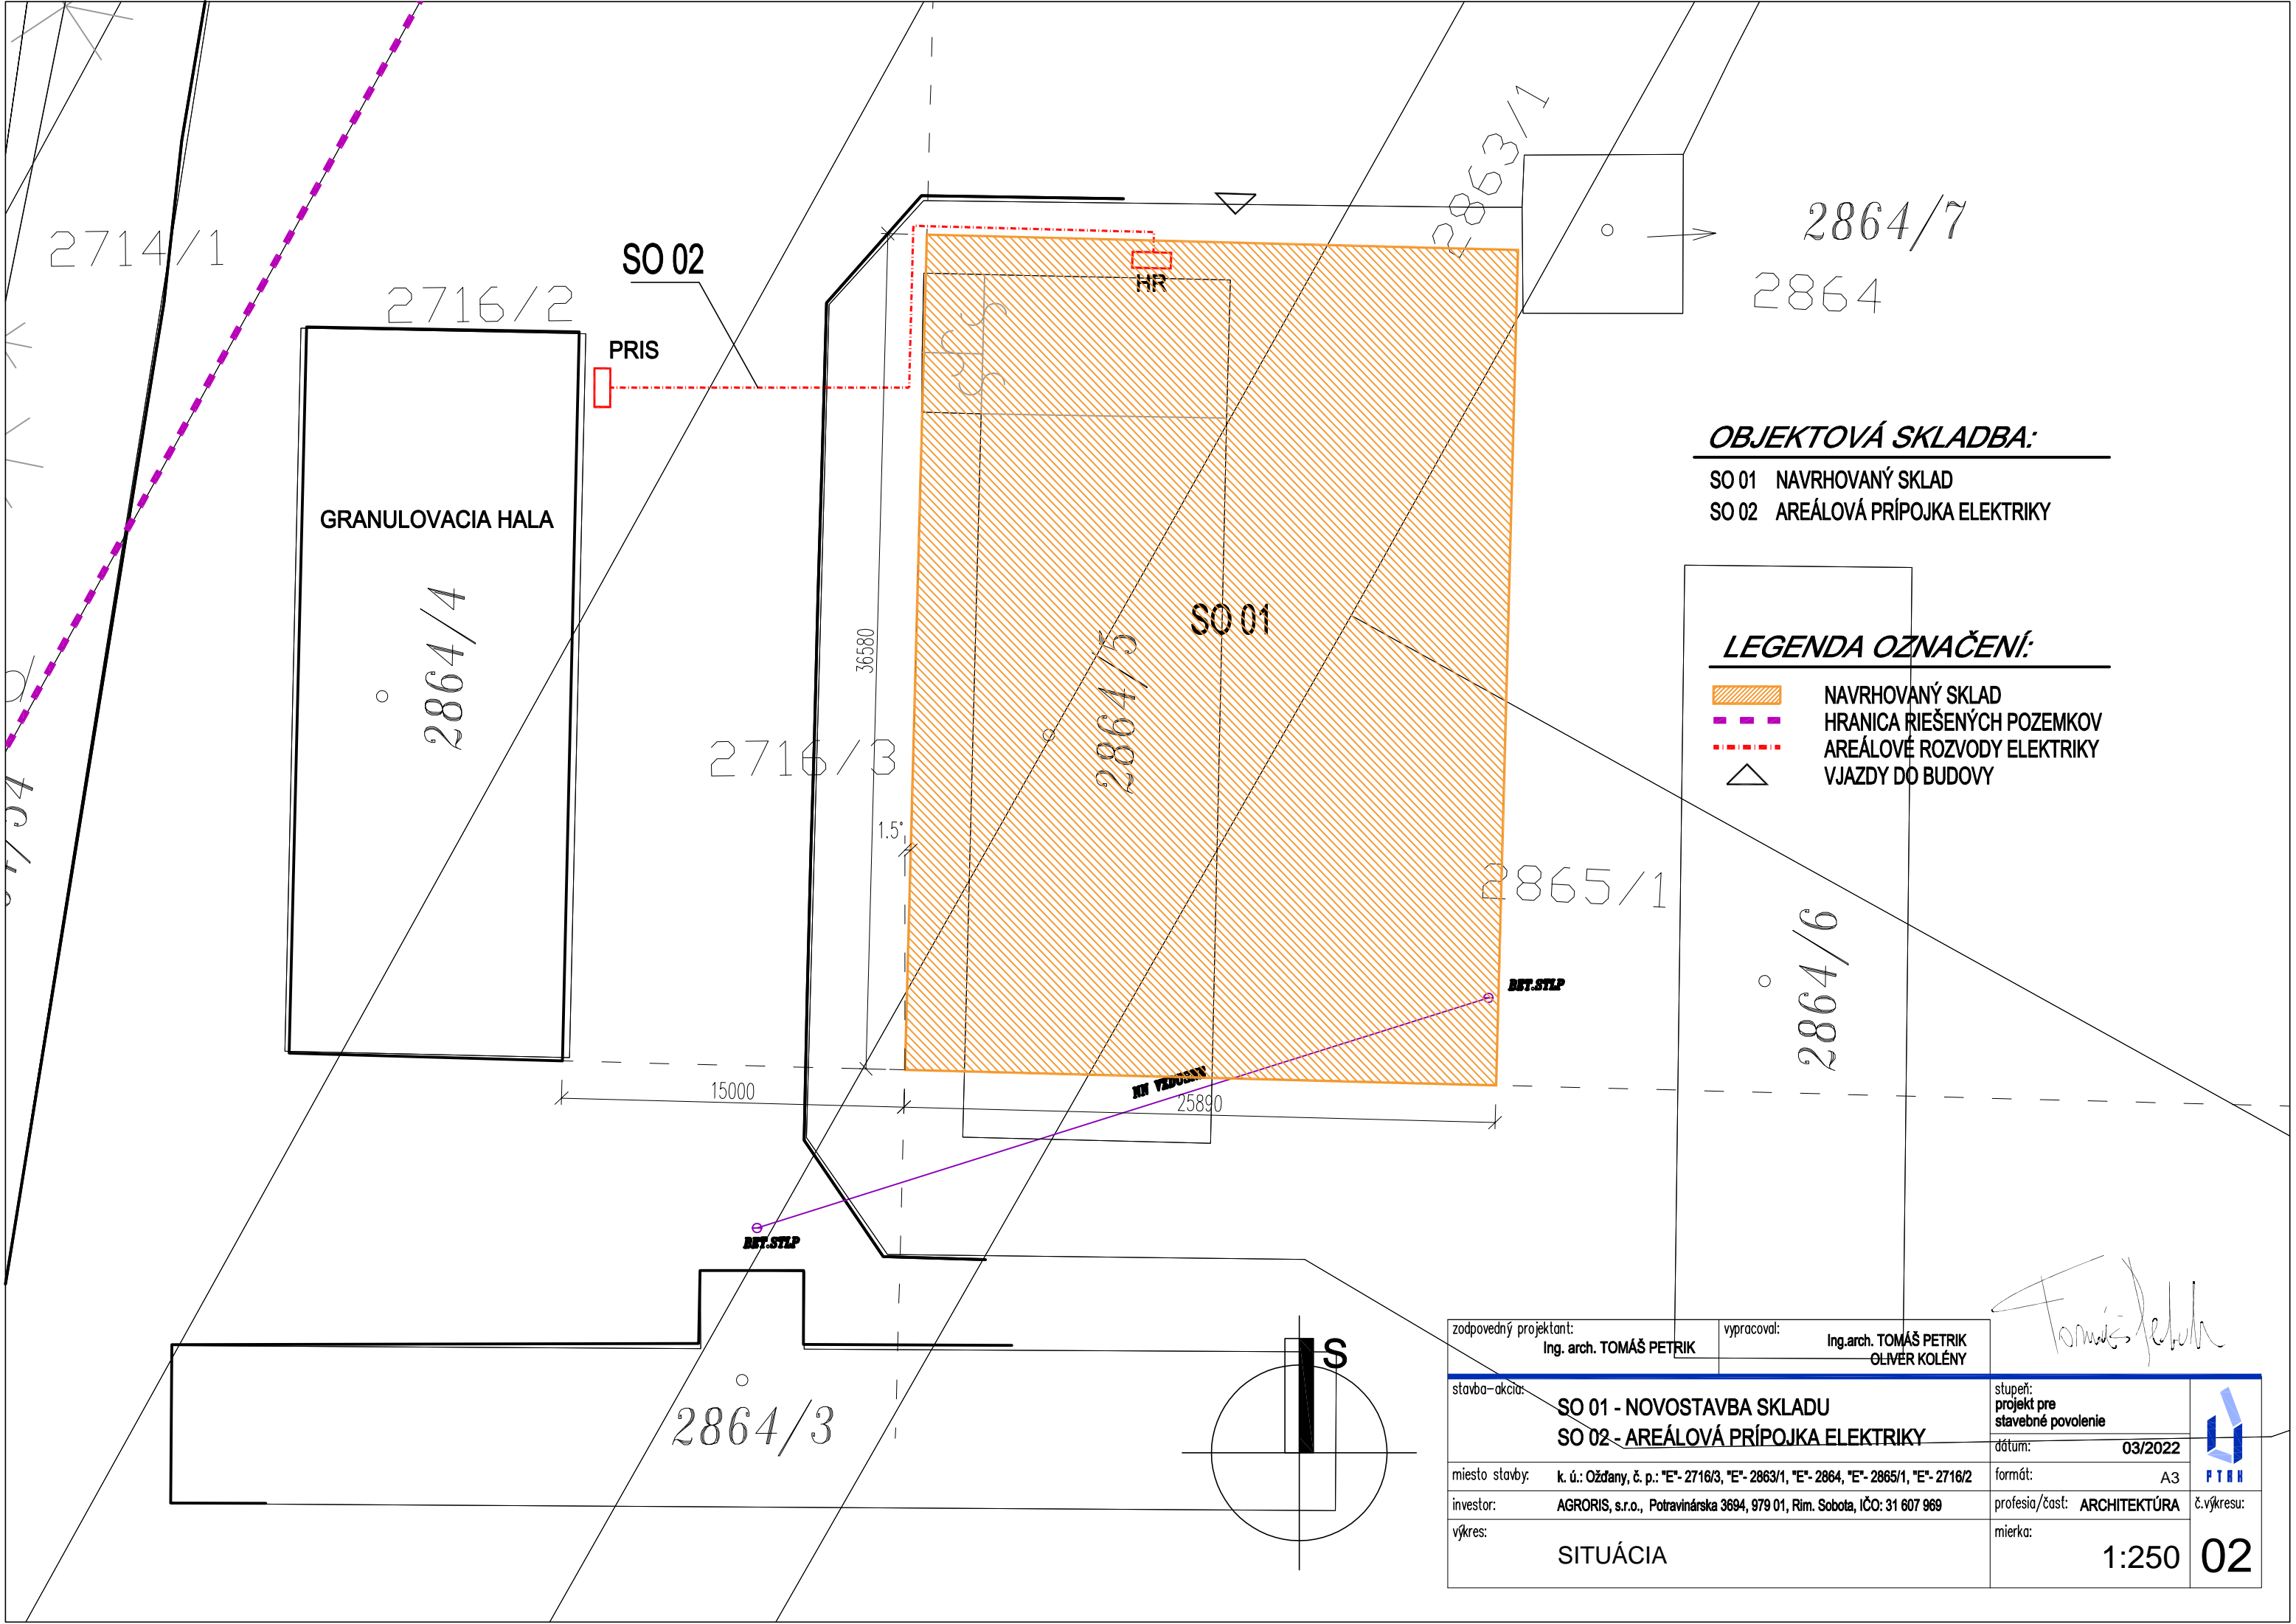 2714/1
2716/2
SO 02
PRIS
HR
2863/1
2864/7
2864
GRANULOVACIA HALA
2864/4
36580
SO 01
2864/5
2716/3
1.5°
2865/1
2864/6
BET.STLP
NN VZDUŠNÉ
15000
25890
BET.STLP
2864/3
S
OBJEKTOVÁ SKLADBA:
SO 01 NAVRHOVANÝ SKLAD
SO 02 AREÁLOVÁ PRÍPOJKA ELEKTRIKY
LEGENDA OZNAČENÍ:
NAVRHOVANÝ SKLAD
HRANICA RIEŠENÝCH POZEMKOV
AREÁLOVÉ ROZVODY ELEKTRIKY
VJAZDY DO BUDOVY
zodpovedný projektant:
Ing. arch. TOMÁŠ PETRIK
vypracoval:
Ing.arch. TOMÁŠ PETRIK
OLIVER KOLÉNY
Tomáš Petrik
stavba-akcia:
SO 01 - NOVOSTAVBA SKLADU
SO 02 - AREÁLOVÁ PRÍPOJKA ELEKTRIKY
stupeň:
projekt pre
stavebné povolenie
dátum: 03/2022
PTRK
miesto stavby: k. ú.: Ožďany, č. p.: "E"- 2716/3, "E"- 2863/1, "E"- 2864, "E"- 2865/1, "E"- 2716/2
formát: A3
investor: AGRORIS, s.r.o., Potravinárska 3694, 979 01, Rim. Sobota, IČO: 31 607 969
profesia/časť: ARCHITEKTÚRA
č.výkresu:
02
výkres:
SITUÁCIA
mierka:
1:250